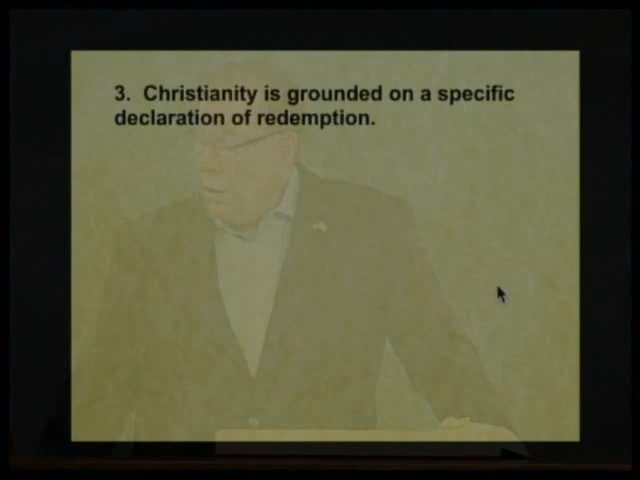 3. Christianity is grounded on a specific
declaration of redemption.